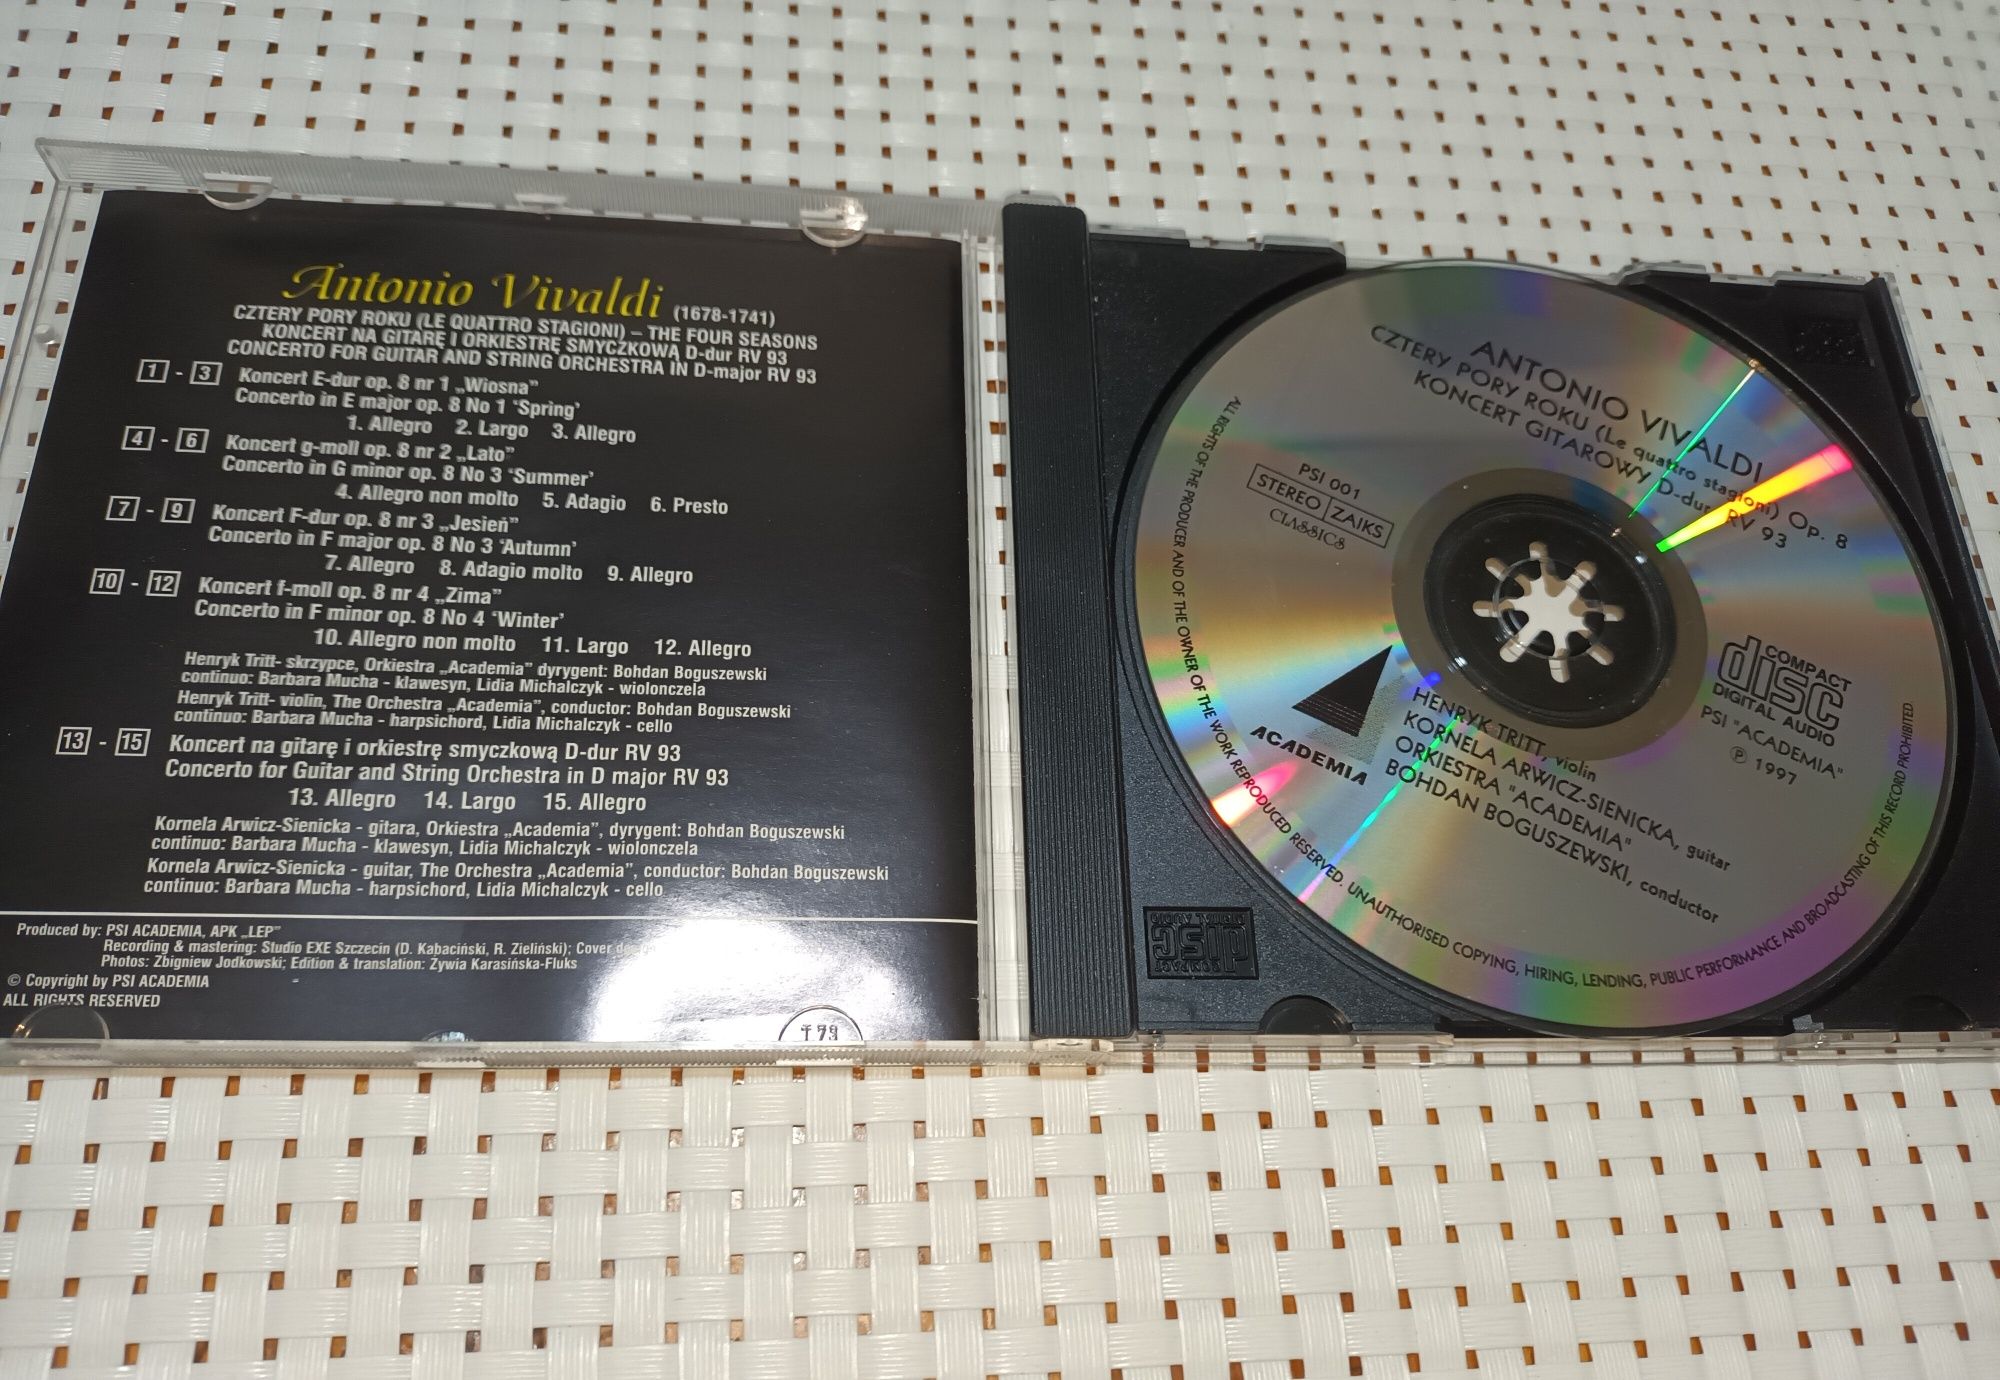 Antonio Vivaldi (1678-1741)
CZTERY PORY ROKU (LE QUATTRO STAGIONI) – THE FOUR SEASONS
KONCERT NA GITARĘ I ORKIESTRĘ SMYCZKOWĄ D-dur RV 93
CONCERTO FOR GUITAR AND STRING ORCHESTRA IN D-major RV 93
1 - 3 Koncert E-dur op. 8 nr 1 „Wiosna”
Concerto in E major op. 8 No 1 ‘Spring’
1. Allegro 2. Largo 3. Allegro
4 - 6 Koncert g-moll op. 8 nr 2 „Lato”
Concerto in G minor op. 8 No 3 ‘Summer’
4. Allegro non molto 5. Adagio 6. Presto
7 - 9 Koncert F-dur op. 8 nr 3 „Jesień”
Concerto in F major op. 8 No 3 ‘Autumn’
7. Allegro 8. Adagio molto 9. Allegro
10 - 12 Koncert f-moll op. 8 nr 4 „Zima”
Concerto in F minor op. 8 No 4 ‘Winter’
10. Allegro non molto 11. Largo 12. Allegro
Henryk Tritt- skrzypce, Orkiestra „Academia” dyrygent: Bohdan Boguszewski
continuo: Barbara Mucha - klawesyn, Lidia Michalczyk - wiolonczela
Henryk Tritt- violin, The Orchestra „Academia”, conductor: Bohdan Boguszewski
continuo: Barbara Mucha - harpsichord, Lidia Michalczyk - cello
13 - 15 Koncert na gitarę i orkiestrę smyczkową D-dur RV 93
Concerto for Guitar and String Orchestra in D major RV 93
13. Allegro 14. Largo 15. Allegro
Kornela Arwicz-Sienicka - gitara, Orkiestra „Academia”, dyrygent: Bohdan Boguszewski
continuo: Barbara Mucha - klawesyn, Lidia Michalczyk - wiolonczela
Kornela Arwicz-Sienicka - guitar, The Orchestra „Academia”, conductor: Bohdan Boguszewski
continuo: Barbara Mucha - harpsichord, Lidia Michalczyk - cello
Produced by: PSI ACADEMIA, APK „LEP”
Recording & mastering: Studio EXE Szczecin (D. Kabaciński, R. Zieliński); Cover
Photos: Zbigniew Jodkowski; Edition & translation: Żywia Karasińska-Fluks
© Copyright by PSI ACADEMIA
ALL RIGHTS RESERVED
T 79
ANTONIO VIVALDI
CZTERY PORY ROKU (Le quattro stagioni) Op. 8
KONCERT GITAROWY D-dur, RV 93
PSI 001
STEREO ZAIKS
CLASSICS
COMPACT
disc
DIGITAL AUDIO
PSI "ACADEMIA"
℗ 1997
ACADEMIA
HENRYK TRITT, violin
KORNELA ARWICZ-SIENICKA, guitar
ORKIESTRA "ACADEMIA"
BOHDAN BOGUSZEWSKI, conductor
ALL RIGHTS OF THE PRODUCER AND OF THE OWNER OF THE WORK REPRODUCED RESERVED. UNAUTHORISED COPYING, HIRING, LENDING, PUBLIC PERFORMANCE AND BROADCASTING OF THIS RECORD PROHIBITED
COMPACT
disc
DIGITAL AUDIO